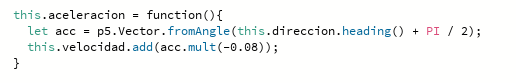 this.aceleracion = function(){
  let acc = p5.Vector.fromAngle(this.direccion.heading() + PI / 2);
  this.velocidad.add(acc.mult(-0.08));
}